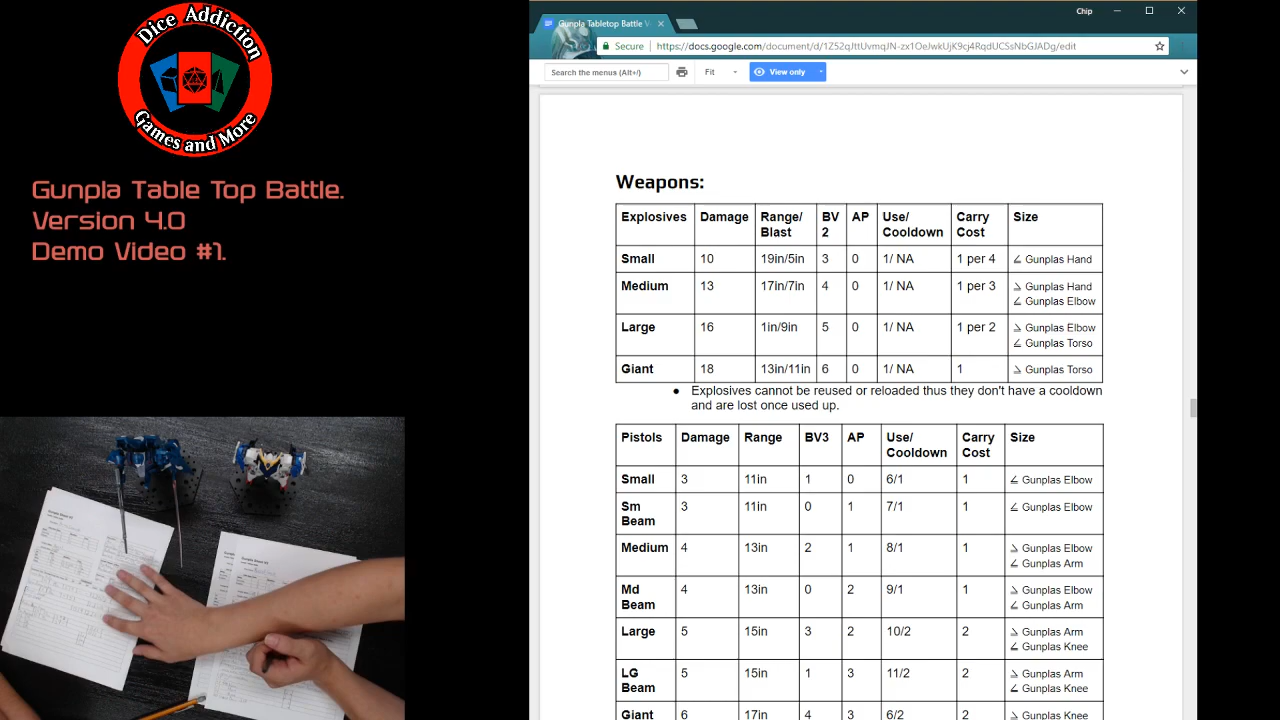 Dice Addiction
Games and More
Gunpla Table Top Battle.
Version 4.0
Demo Video #1.
Chip
Gunpla Tabletop Battle V
Secure
https://docs.google.com/document/d/1Z52qJttUvmqJN-zx1OeJwkUjK9cj4RqdUCSsNbGJADg/edit
Search the menus (Alt+/)
Fit
View only
Weapons:
Explosives Damage Range/ Blast BV 2 AP Use/ Cooldown Carry Cost Size
Small 10 19in/5in 3 0 1/ NA 1 per 4 ≤ Gunplas Hand
Medium 13 17in/7in 4 0 1/ NA 1 per 3 ≥ Gunplas Hand
≤ Gunplas Elbow
Large 16 1in/9in 5 0 1/ NA 1 per 2 ≥ Gunplas Elbow
≤ Gunplas Torso
Giant 18 13in/11in 6 0 1/ NA 1 ≥ Gunplas Torso
● Explosives cannot be reused or reloaded thus they don't have a cooldown
and are lost once used up.
Pistols Damage Range BV3 AP Use/ Cooldown Carry Cost Size
Small 3 11in 1 0 6/1 1 ≤ Gunplas Elbow
Sm Beam 3 11in 0 1 7/1 1 ≤ Gunplas Elbow
Medium 4 13in 2 1 8/1 1 ≥ Gunplas Elbow
≤ Gunplas Arm
Md Beam 4 13in 0 2 9/1 1 ≥ Gunplas Elbow
≤ Gunplas Arm
Large 5 15in 3 2 10/2 2 ≥ Gunplas Arm
≤ Gunplas Knee
LG Beam 5 15in 1 3 11/2 2 ≥ Gunplas Arm
≤ Gunplas Knee
Giant 6 17in 4 3 6/2 2 ≥ Gunplas Knee